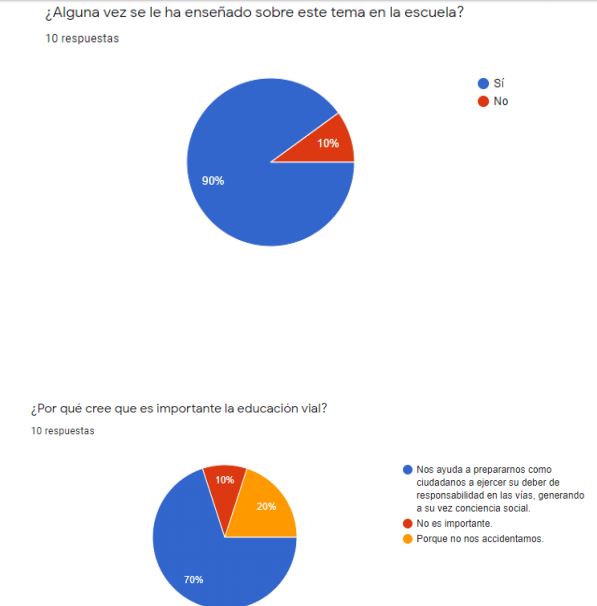 ¿Alguna vez se le ha enseñado sobre este tema en la escuela?
10 respuestas
Sí
No
10%
90%
¿Por qué cree que es importante la educación vial?
10 respuestas
Nos ayuda a prepararnos como
ciudadanos a ejercer su deber de
responsabilidad en las vías, generando
a su vez conciencia social.
No es importante.
Porque no nos accidentamos.
10%
20%
70%